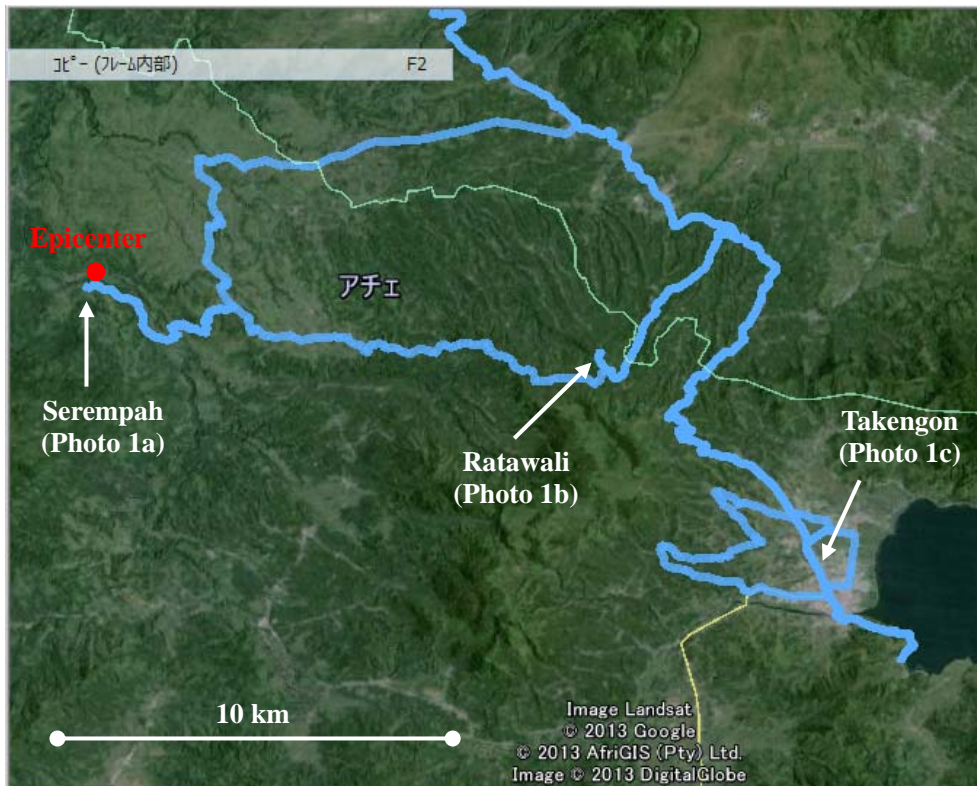 コピー (フレーム内部) F2
Epicenter
アチェ
Serempah
(Photo 1a)
Ratawali
(Photo 1b)
Takengon
(Photo 1c)
10 km
Image Landsat
© 2013 Google
© 2013 AfriGIS (Pty) Ltd.
Image © 2013 DigitalGlobe